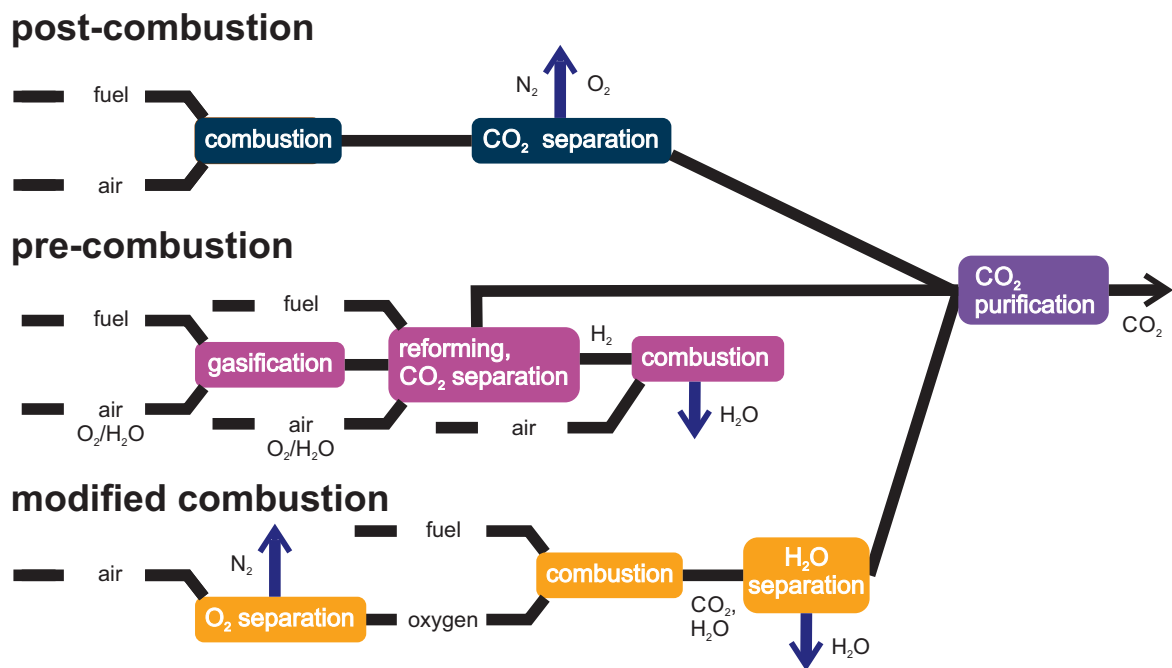 post-combustion
fuel
air
combustion
CO₂ separation
N₂
O₂
pre-combustion
fuel
air
O₂/H₂O
gasification
fuel
air
O₂/H₂O
reforming,
CO₂ separation
H₂
air
combustion
H₂O
modified combustion
air
N₂
O₂ separation
oxygen
fuel
combustion
CO₂,
H₂O
H₂O
separation
H₂O
CO₂
purification
CO₂